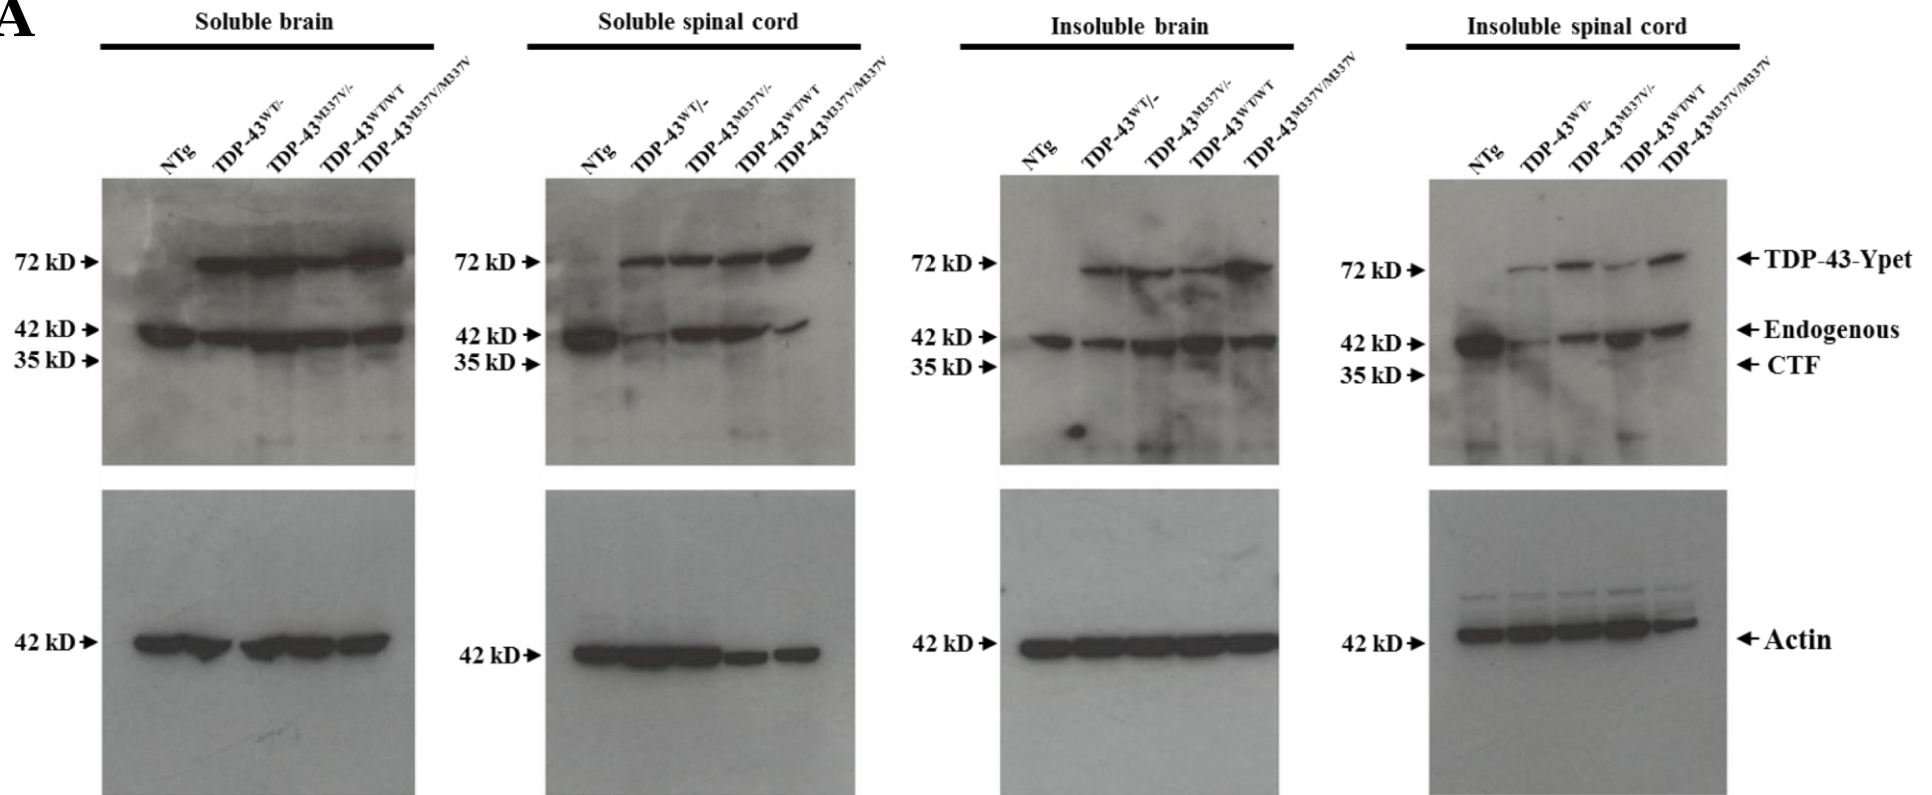 A
Soluble brain
Soluble spinal cord
Insoluble brain
Insoluble spinal cord
NTg
TDP-43WT/-
TDP-43M337V/-
TDP-43WT/WT
TDP-43M337V/M337V
NTg
TDP-43WT/-
TDP-43M337V/-
TDP-43WT/WT
TDP-43M337V/M337V
NTg
TDP-43WT/-
TDP-43M337V/-
TDP-43WT/WT
TDP-43M337V/M337V
NTg
TDP-43WT/-
TDP-43M337V/-
TDP-43WT/WT
TDP-43M337V/M337V
72 kD
42 kD
35 kD
72 kD
42 kD
35 kD
72 kD
42 kD
35 kD
72 kD
42 kD
35 kD
TDP-43-Ypet
Endogenous
CTF
42 kD
42 kD
42 kD
42 kD
Actin